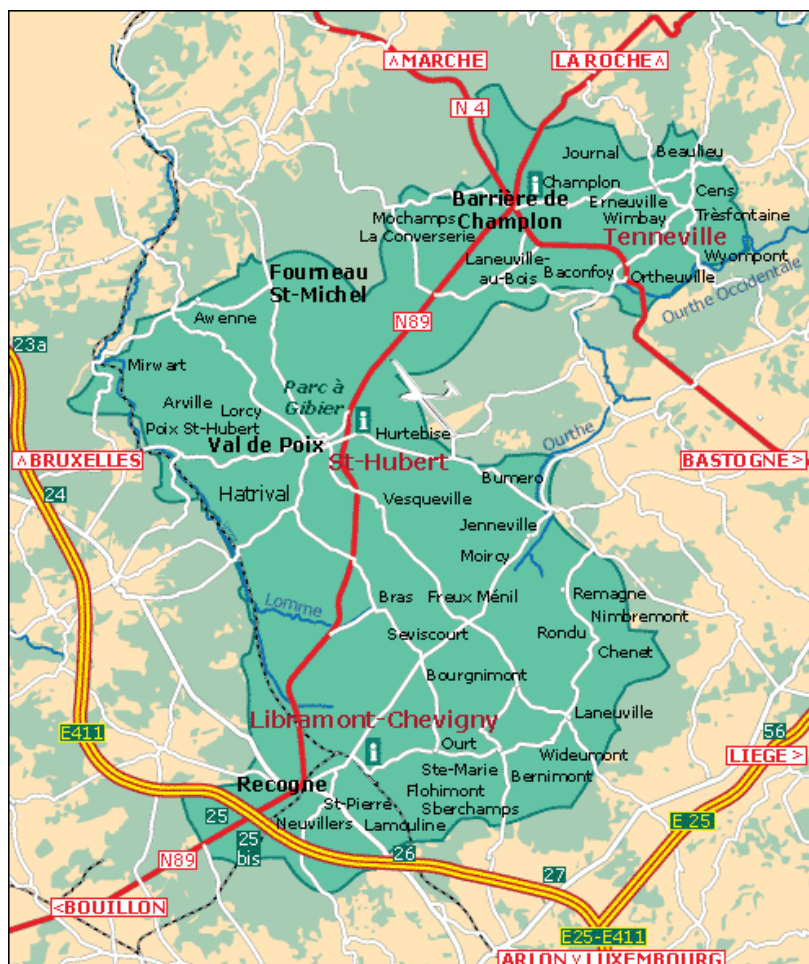 ^MARCHE
LA ROCHE ^
N 4
Journal
Beaulieu
i
Champlon
Cens
Barrière de
Champlon
Erneuville
Wimbay
Trèsfontaine
Mochamps
La Converserie
Tenneville
Laneuville-
au-Bois
Wyompont
Baconfoy
Ortheuville
Ourthe Occidentale
Fourneau
St-Michel
Awenne
N89
23a
Mirwart
Parc à
Gibier
Arville
Lorcy
i
Poix St-Hubert
Val de Poix
Hurtebise
Ourthe
St-Hubert
^BRUXELLES
BASTOGNE >
24
Hatrival
Bumero
Vesqueville
Jenneville
Moircy
Lomme
Bras
Freux Ménil
Remagne
Nimbremont
Seviscourt
Rondu
Chenet
Bourgnimont
Libramont-Chevigny
Laneuville
E411
56
i
Ourt
Wideumont
LIEGE >
Recogne
Ste-Marie
Bernimont
Flohimont
St-Pierre
Sberchamps
25
Neuvillers
Lamouline
E 25
25
bis
26
N89
27
<BOUILLON
E25-E411
ARLON v LUXEMBOURG